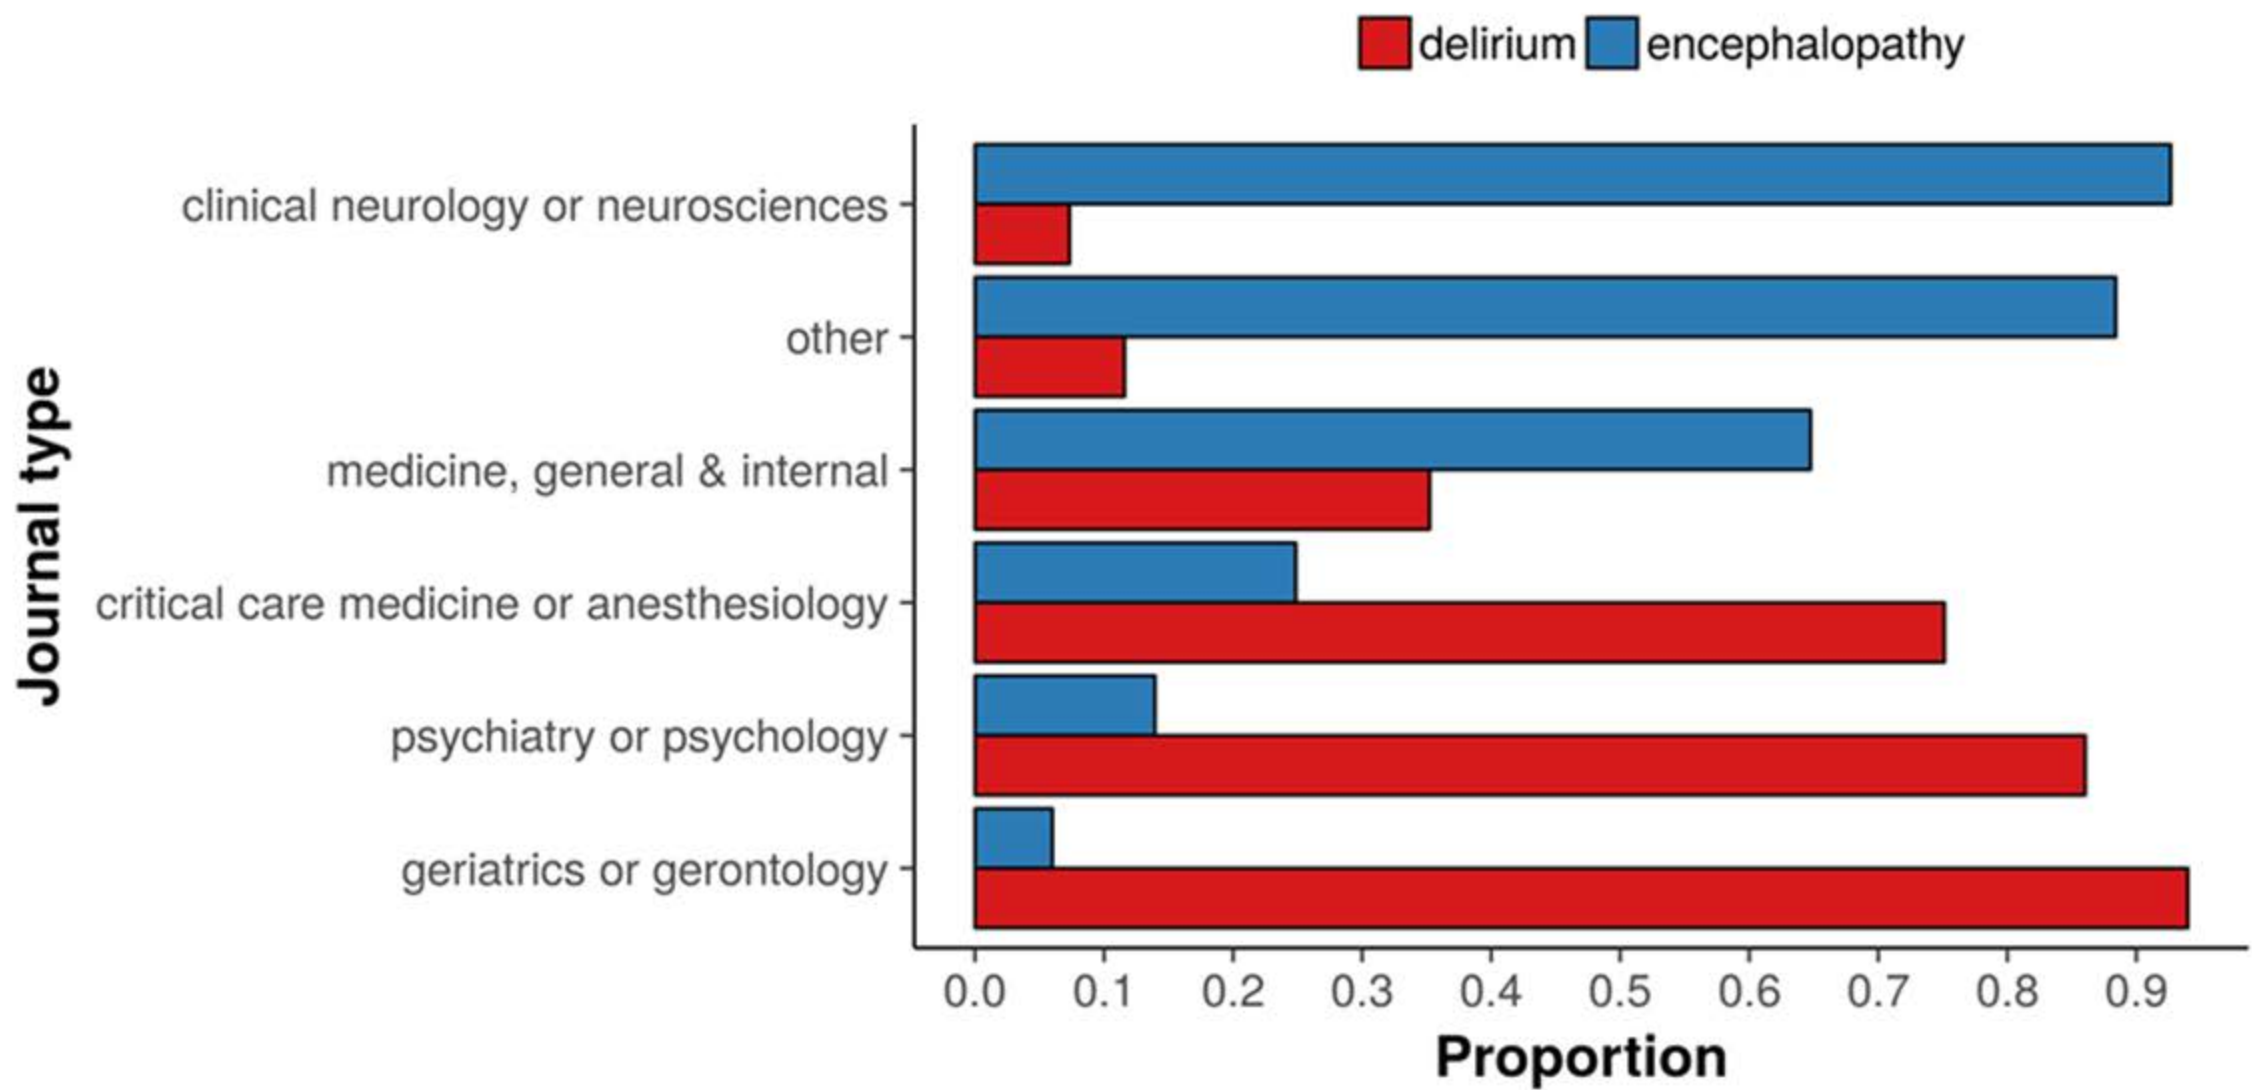 delirium encephalopathy
clinical neurology or neurosciences
other
medicine, general & internal
critical care medicine or anesthesiology
psychiatry or psychology
geriatrics or gerontology
Journal type
0.0 0.1 0.2 0.3 0.4 0.5 0.6 0.7 0.8 0.9
Proportion